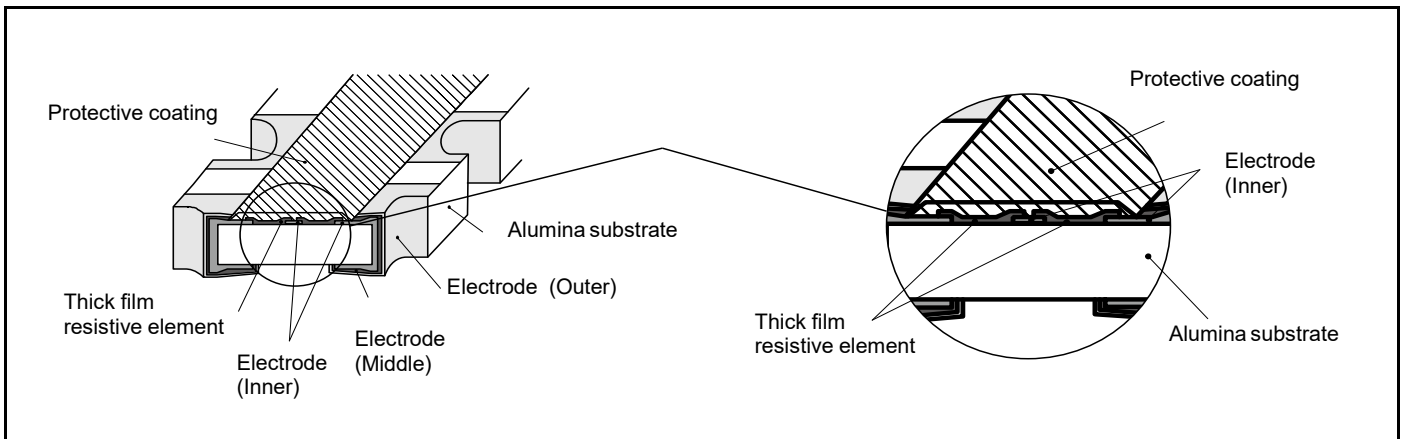 Protective coating
Alumina substrate
Electrode (Outer)
Thick film
resistive element
Electrode
(Middle)
Electrode
(Inner)
Protective coating
Electrode
(Inner)
Thick film
resistive element
Alumina substrate